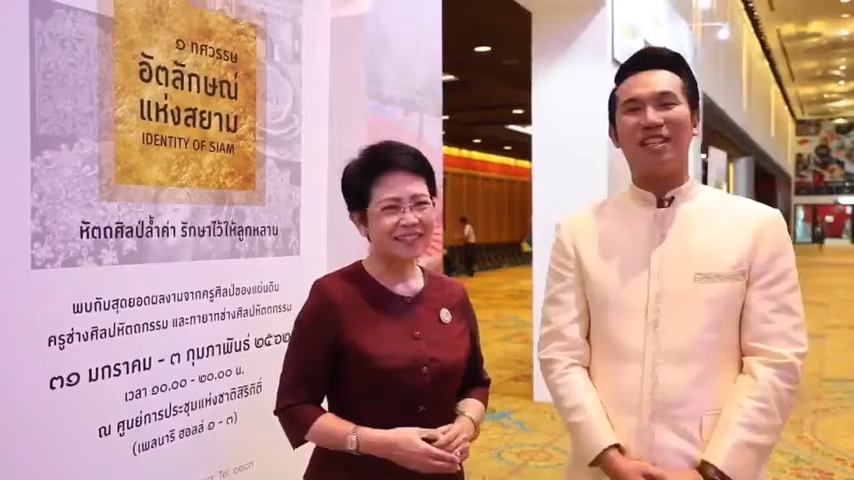 ๑ ทศวรรษ
อัตลักษณ์
แห่งสยาม
IDENTITY OF SIAM
หัตถศิลป์ล้ำค่า รักษาไว้ให้ลูกหลาน
พบกับสุดยอดผลงานจากครูศิลป์ของแผ่นดิน
ครูช่างศิลปหัตถกรรม และทายาทช่างศิลปหัตถกรรม
๓๑ มกราคม - ๓ กุมภาพันธ์ ๒๕๖๒
เวลา ๑๐.๐๐ - ๒๐.๐๐ น.
ณ ศูนย์การประชุมแห่งชาติสิริกิติ์
(เพลนารี ฮอลล์ ๑ - ๓)
Tel.